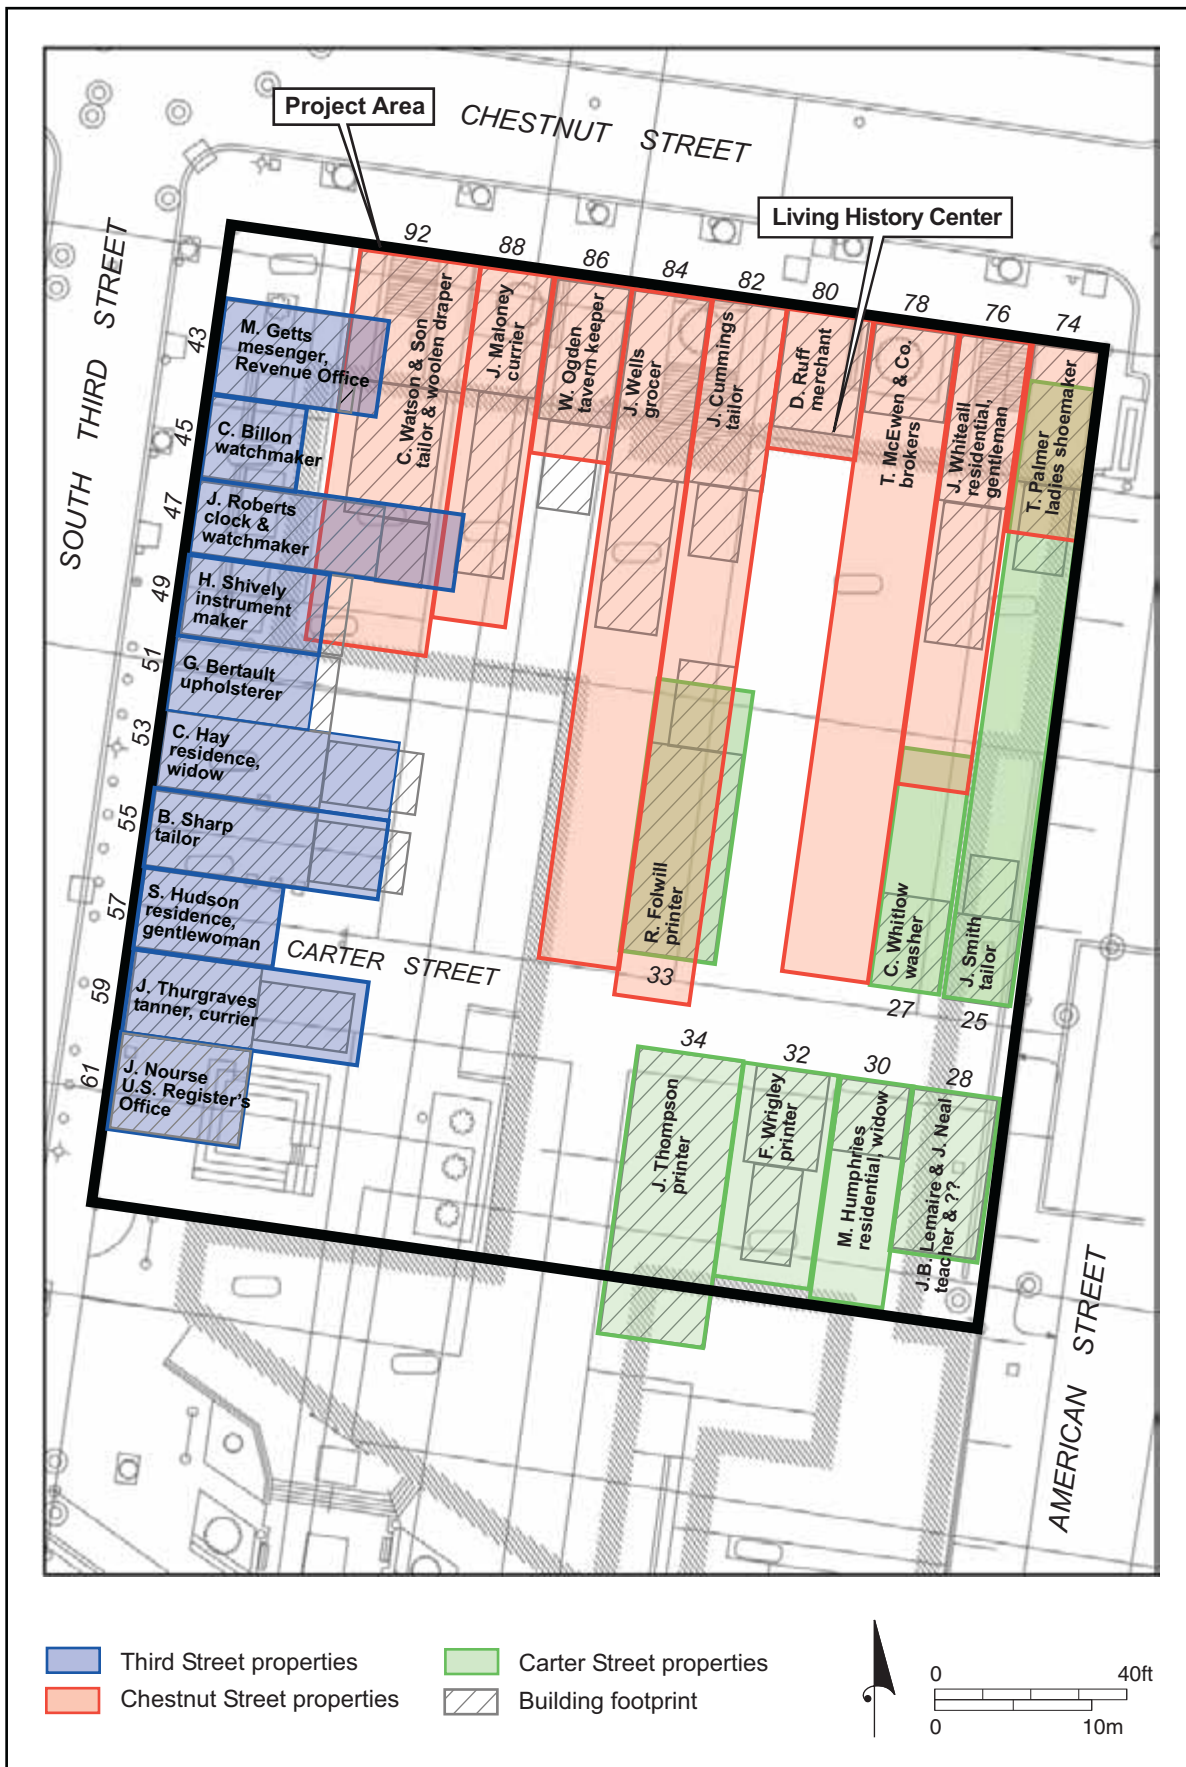 Project Area
CHESTNUT STREET
Living History Center
SOUTH THIRD STREET
92
88
86
84
82
80
78
76
74
C. Watson & Son
tailor & woolen draper
J. Maloney
currier
W. Ogden
tavern keeper
J. Wells
grocer
J. Cummings
tailor
D. Ruff
merchant
T. McEwen & Co.
brokers
J. Whiteall
residential,
gentleman
T. Palmer
ladies shoemaker
43
M. Getts
mesenger,
Revenue Office
45
C. Billon
watchmaker
47
J. Roberts
clock &
watchmaker
49
H. Shively
instrument
maker
51
G. Bertault
upholsterer
53
C. Hay
residence,
widow
55
B. Sharp
tailor
57
S. Hudson
residence,
gentlewoman
59
J. Thurgraves
tanner, currier
61
J. Nourse
U.S. Register's
Office
CARTER STREET
R. Folwill
printer
33
C. Whitlow
washer
27
J. Smith
tailor
25
34
J. Thompson
printer
32
F. Wrigley
printer
30
M. Humphries
residential, widow
28
J.B. Lemaire & J. Neal
teacher & ??
AMERICAN STREET
Third Street properties
Chestnut Street properties
Carter Street properties
Building footprint
0 40ft
0 10m